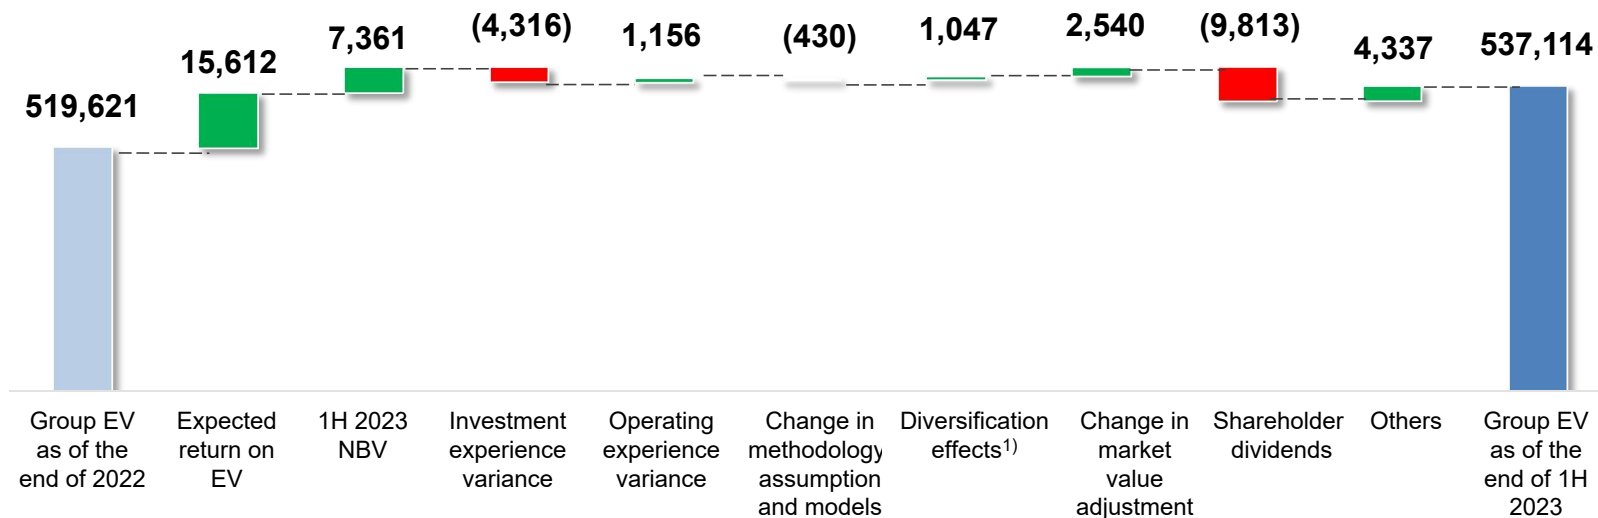 519,621
15,612
7,361
(4,316)
1,156
(430)
1,047
2,540
(9,813)
4,337
537,114
Group EV
as of the
end of 2022
Expected
return on
EV
1H 2023
NBV
Investment
experience
variance
Operating
experience
variance
Change in
methodology
assumption
and models
Diversification
effects1)
Change in
market
value
adjustment
Shareholder
dividends
Others
Group EV
as of the
end of 1H
2023